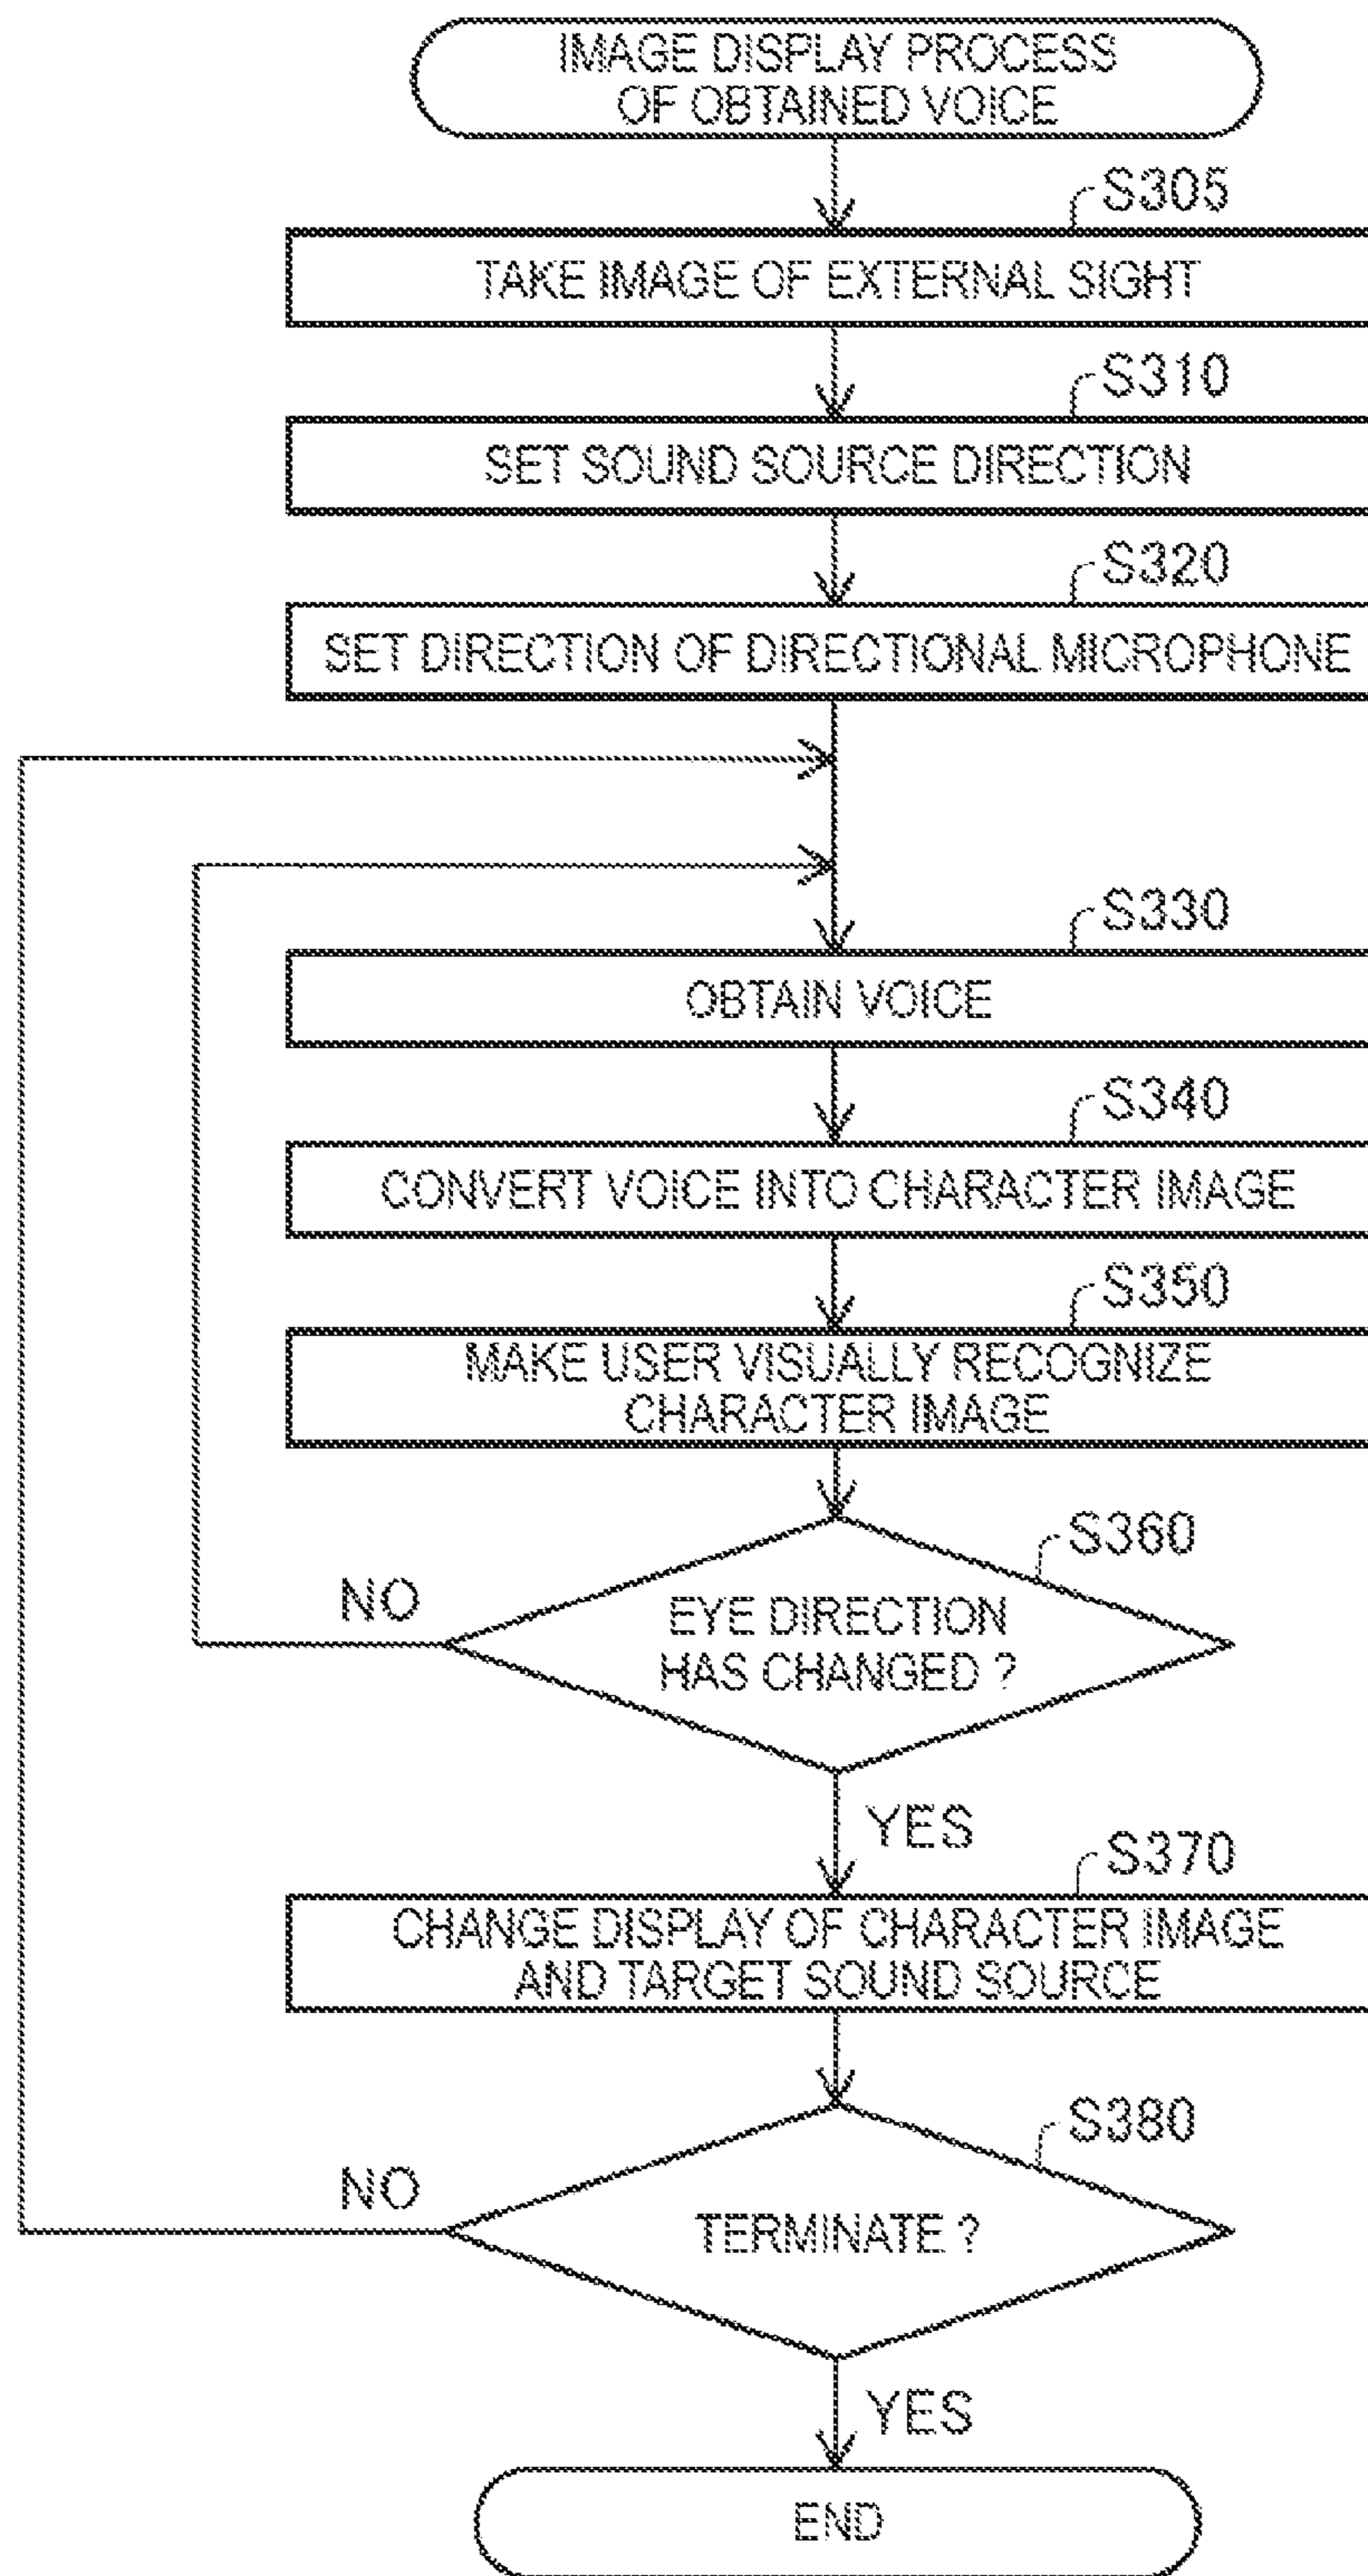 IMAGE DISPLAY PROCESS
OF OBTAINED VOICE
S305
TAKE IMAGE OF EXTERNAL SIGHT
S310
SET SOUND SOURCE DIRECTION
S320
SET DIRECTION OF DIRECTIONAL MICROPHONE
S330
OBTAIN VOICE
S340
CONVERT VOICE INTO CHARACTER IMAGE
S350
MAKE USER VISUALLY RECOGNIZE
CHARACTER IMAGE
S360
NO
EYE DIRECTION
HAS CHANGED ?
YES
S370
CHANGE DISPLAY OF CHARACTER IMAGE
AND TARGET SOUND SOURCE
S380
NO
TERMINATE ?
YES
END